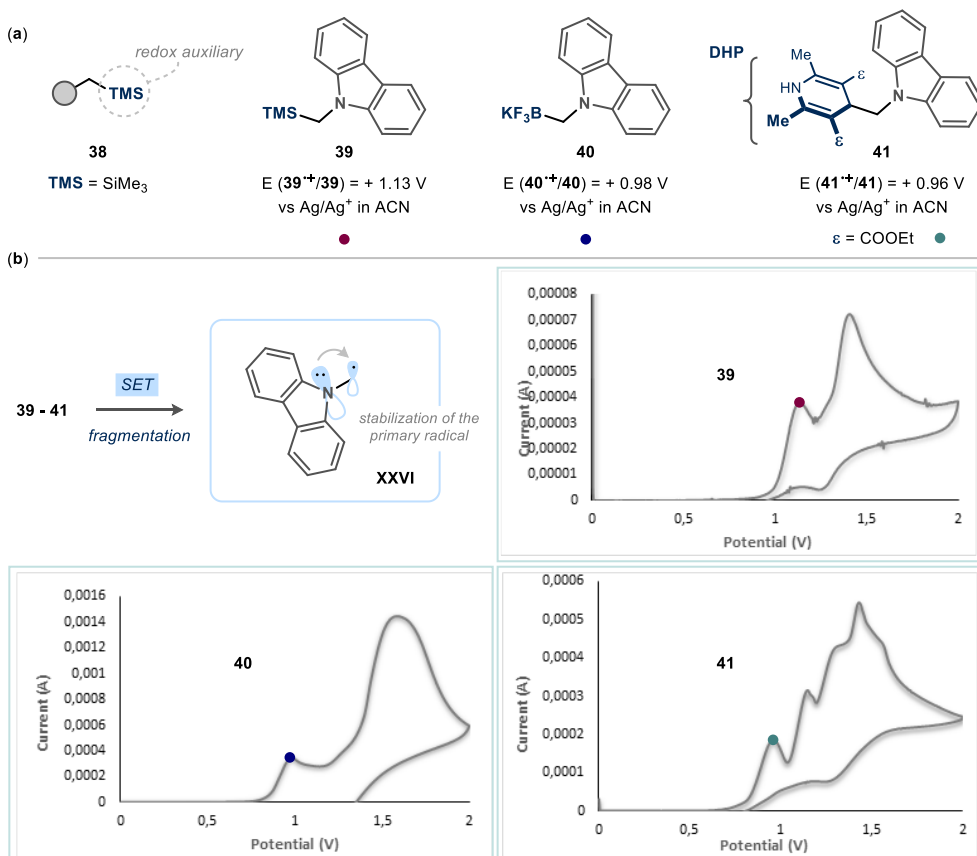 (a)
redox auxiliary
TMS
38
TMS = SiMe3
TMS
N
39
E (39•+/39) = + 1.13 V
vs Ag/Ag+ in ACN
KF3B
N
40
E (40•+/40) = + 0.98 V
vs Ag/Ag+ in ACN
DHP
Me
ε
HN
N
Me
ε
41
E (41•+/41) = + 0.96 V
vs Ag/Ag+ in ACN
ε = COOEt
(b)
39 - 41
SET
fragmentation
N
stabilization of the
primary radical
XXVI
39
Current (A)
0,00008
0,00007
0,00006
0,00005
0,00004
0,00003
0,00002
0,00001
0
0
0,5
1
1,5
2
Potential (V)
40
Current (A)
0,0016
0,0014
0,0012
0,001
0,0008
0,0006
0,0004
0,0002
0
0
0,5
1
1,5
2
Potential (V)
41
Current (A)
0,0006
0,0005
0,0004
0,0003
0,0002
0,0001
0
0
0,5
1
1,5
2
Potential (V)